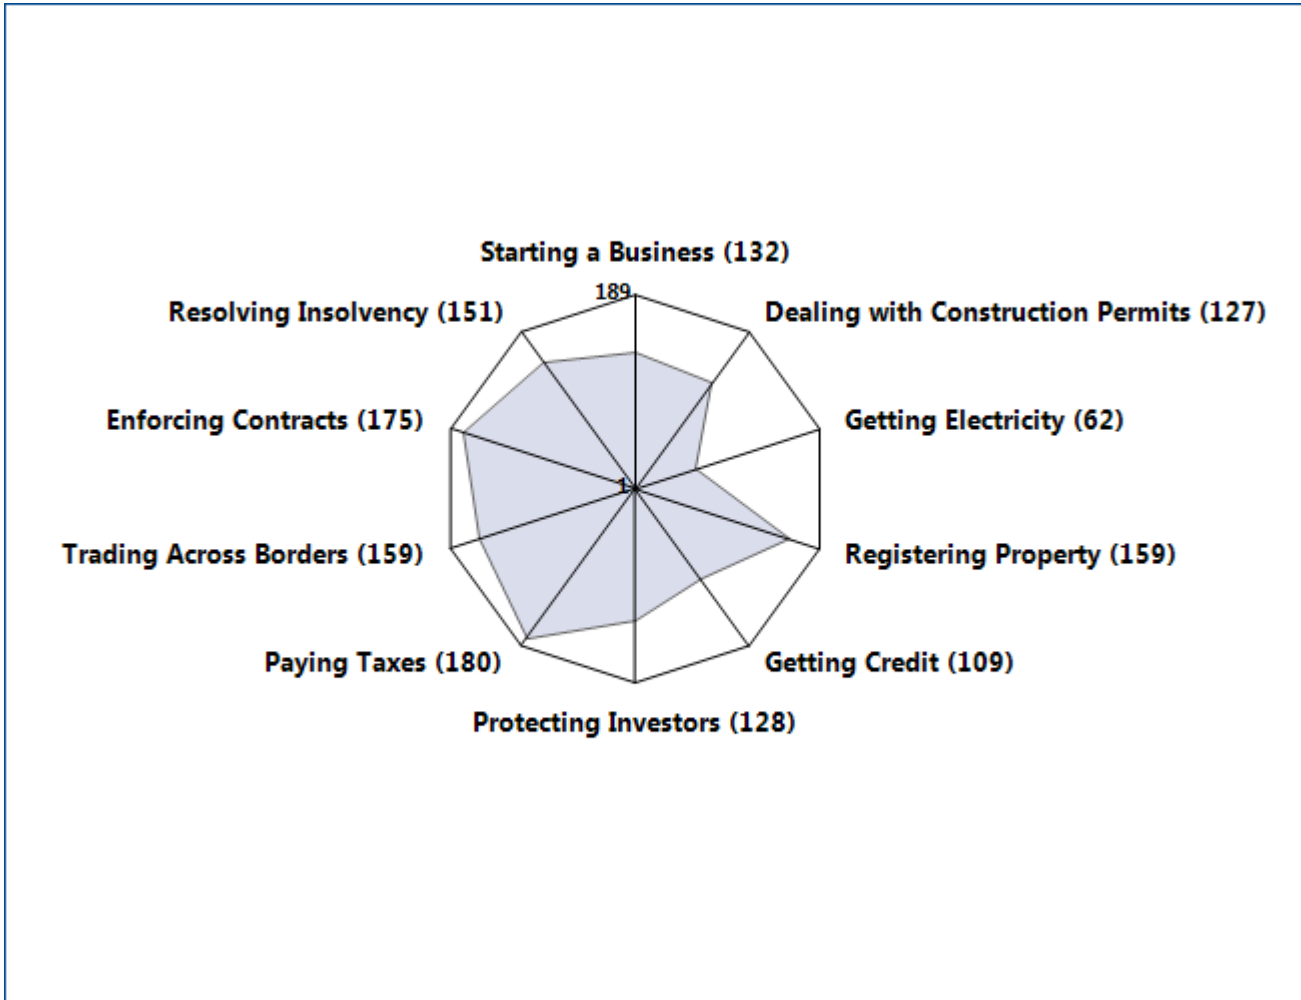 Starting a Business (132)
189
Resolving Insolvency (151)
Dealing with Construction Permits (127)
Enforcing Contracts (175)
Getting Electricity (62)
1
Trading Across Borders (159)
Registering Property (159)
Paying Taxes (180)
Getting Credit (109)
Protecting Investors (128)